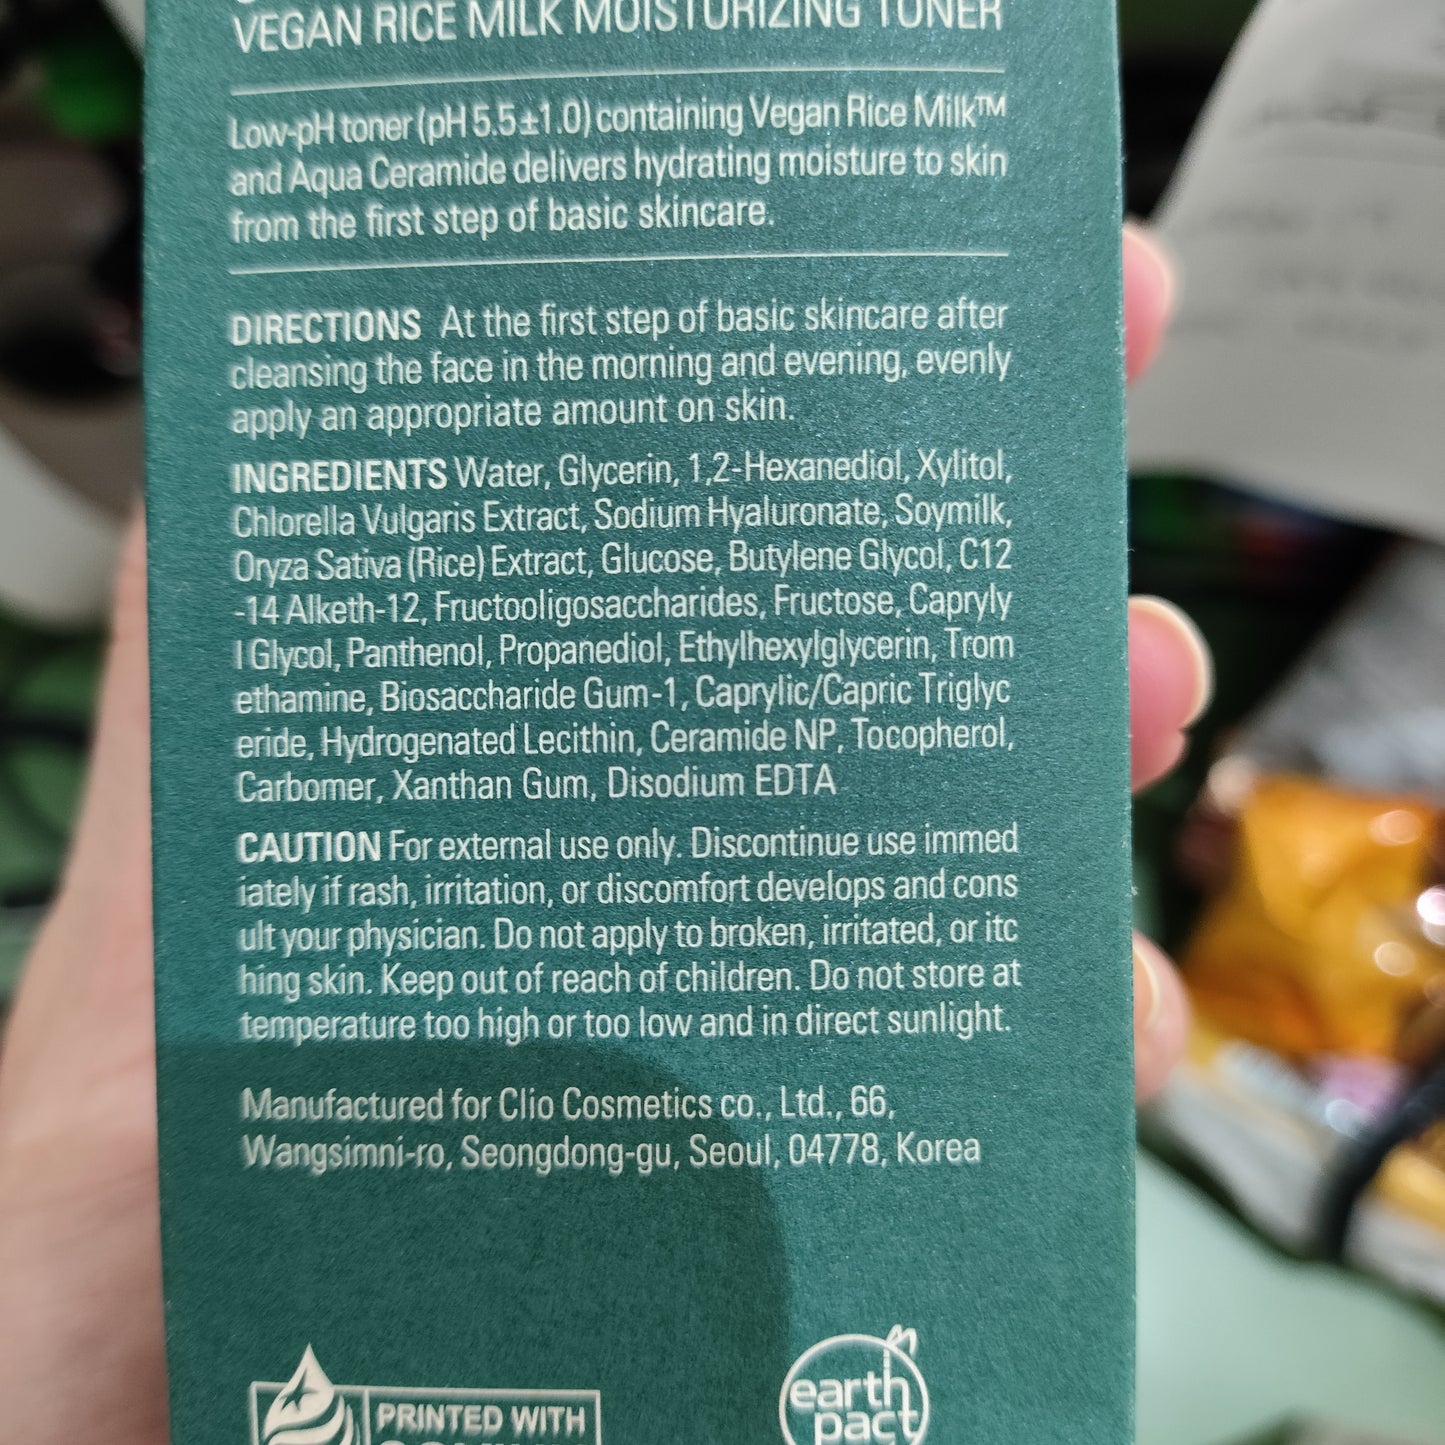 VEGAN RICE MILK MOISTURIZING TONER
Low-pH toner (pH 5.5±1.0) containing Vegan Rice Milk™
and Aqua Ceramide delivers hydrating moisture to skin
from the first step of basic skincare.
DIRECTIONS At the first step of basic skincare after
cleansing the face in the morning and evening, evenly
apply an appropriate amount on skin.
INGREDIENTS Water, Glycerin, 1,2-Hexanediol, Xylitol,
Chlorella Vulgaris Extract, Sodium Hyaluronate, Soymilk,
Oryza Sativa (Rice) Extract, Glucose, Butylene Glycol, C12
-14 Alketh-12, Fructooligosaccharides, Fructose, Capryly
l Glycol, Panthenol, Propanediol, Ethylhexylglycerin, Trom
ethamine, Biosaccharide Gum-1, Caprylic/Capric Triglyc
eride, Hydrogenated Lecithin, Ceramide NP, Tocopherol,
Carbomer, Xanthan Gum, Disodium EDTA
CAUTION For external use only. Discontinue use immed
iately if rash, irritation, or discomfort develops and cons
ult your physician. Do not apply to broken, irritated, or itc
hing skin. Keep out of reach of children. Do not store at
temperature too high or too low and in direct sunlight.
Manufactured for Clio Cosmetics co., Ltd., 66,
Wangsimni-ro, Seongdong-gu, Seoul, 04778, Korea
PRINTED WITH
earth
pact